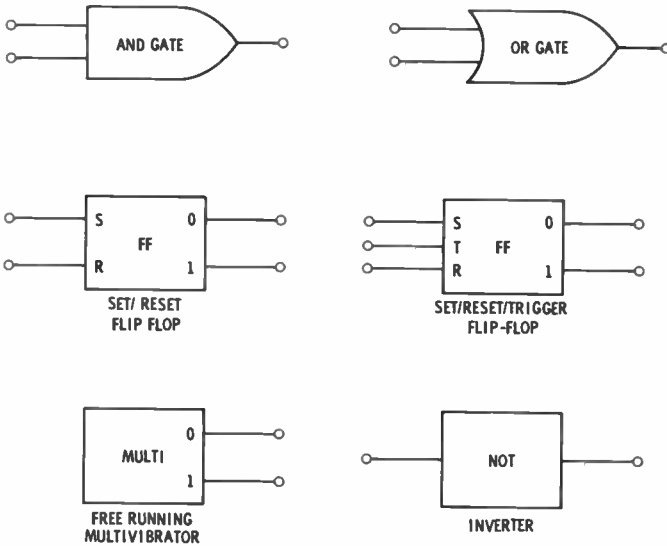 AND GATE
OR GATE
S 0
FF
R 1
SET/ RESET
FLIP FLOP
S 0
T FF
R 1
SET/RESET/TRIGGER
FLIP-FLOP
0
MULTI
1
FREE RUNNING
MULTIVIBRATOR
NOT
INVERTER